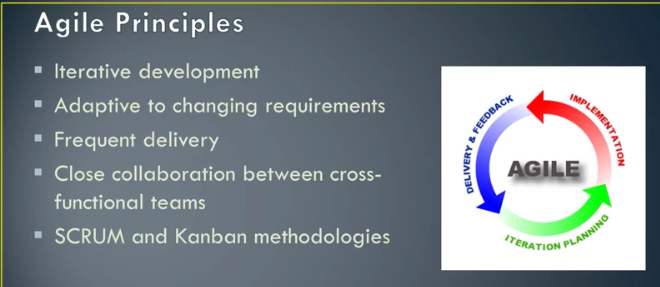 Agile Principles
▪ Iterative development
▪ Adaptive to changing requirements
▪ Frequent delivery
▪ Close collaboration between cross-
functional teams
▪ SCRUM and Kanban methodologies
DELIVERY & FEEDBACK
IMPLEMENTATION
AGILE
ITERATION PLANNING